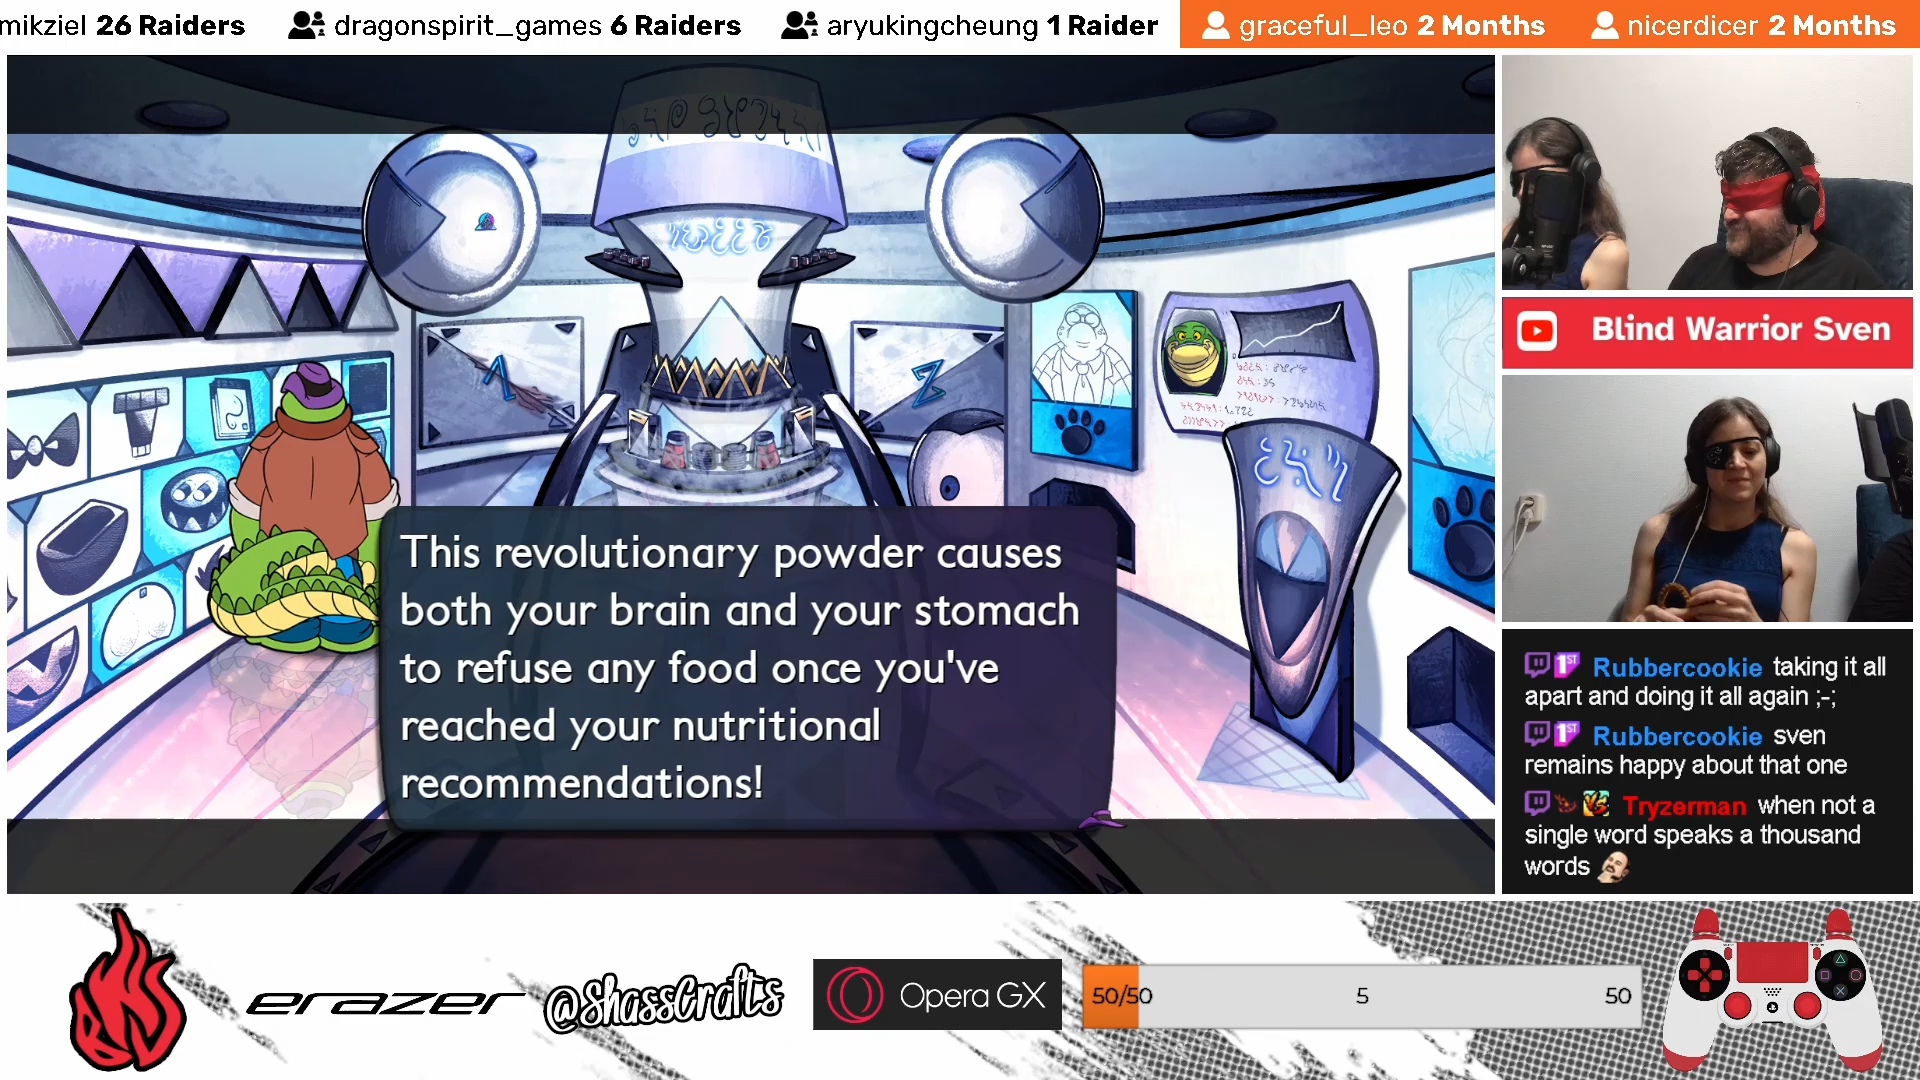 mikziel 26 Raiders dragonspirit_games 6 Raiders aryukingcheung 1 Raider graceful_leo 2 Months nicerdicer 2 Months
This revolutionary powder causes
both your brain and your stomach
to refuse any food once you've
reached your nutritional
recommendations!
Blind Warrior Sven
1ST Rubbercookie taking it all
apart and doing it all again ;-;
1ST Rubbercookie sven
remains happy about that one
Tryzerman when not a
single word speaks a thousand
words
BWS
erazer @ShassCrafts Opera GX 50/50 5 50